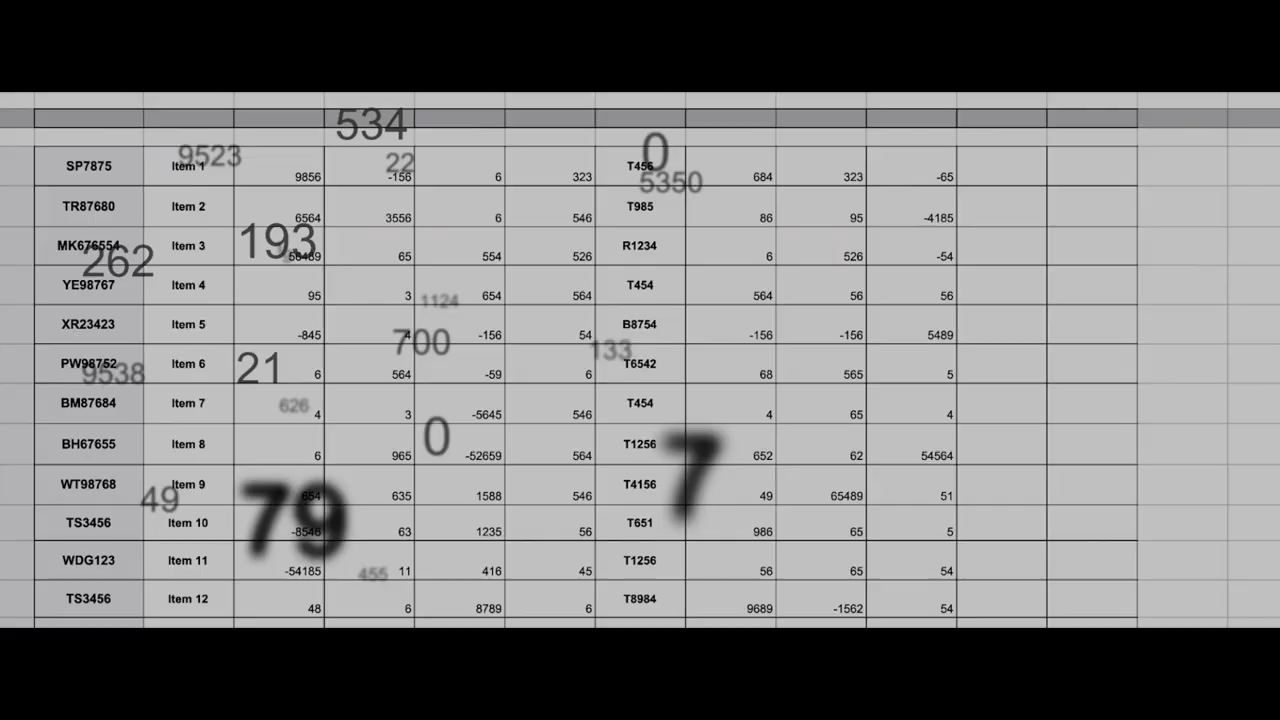 534
9523 22 0
5350
SP7875 Item 1 9856 -156 6 323 T456 684 323 -65
TR87680 Item 2 6564 3556 6 546 T985 86 95 -4185
193
262
MK676554 Item 3 56489 65 554 526 R1234 6 526 -54
YE98767 Item 4 95 3 654 564 T454 564 56 56
1124
XR23423 Item 5 -845 4 -156 54 B8754 -156 -156 5489
700 133
PW98752 Item 6 6 564 -59 6 T6542 68 565 5
9538 21
BM87684 Item 7 4 3 -5645 546 T454 4 65 4
626
0
BH67655 Item 8 6 965 -52659 564 T1256 652 62 54564
7
WT98768 Item 9 654 635 1588 546 T4156 49 65489 51
49
79
TS3456 Item 10 -8546 63 1235 56 T651 986 65 5
WDG123 Item 11 -54185 11 416 45 T1256 56 65 54
455
TS3456 Item 12 48 6 8789 6 T8984 9689 -1562 54